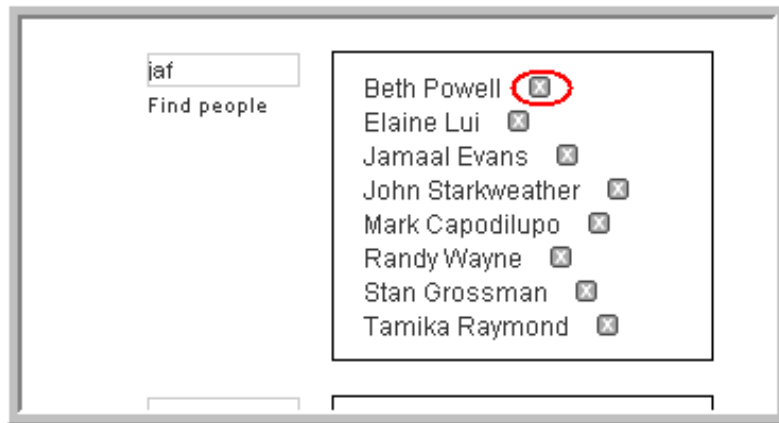 jaf
Find people
Beth Powell x
Elaine Lui x
Jamaal Evans x
John Starkweather x
Mark Capodilupo x
Randy Wayne x
Stan Grossman x
Tamika Raymond x